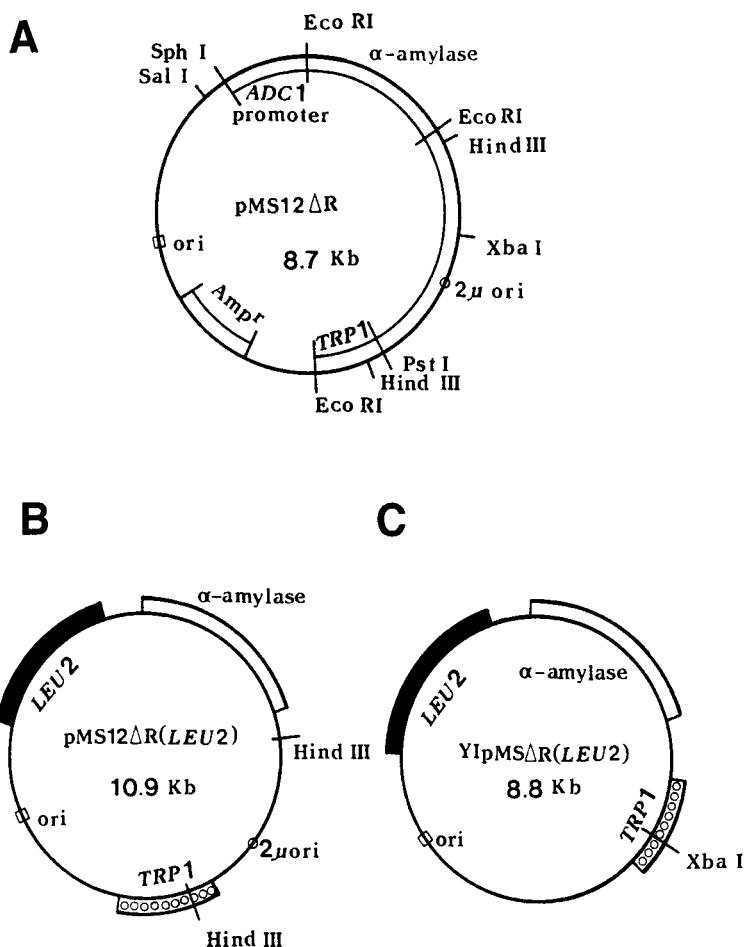 A
Eco RI
Sph I
α-amylase
Sal I
ADC1
promoter
Eco RI
Hind III
pMS12ΔR
ori
8.7 Kb
Xba I
2μ ori
Ampr
TRP1
Pst I
Hind III
Eco RI
B
α-amylase
LEU2
pMS12ΔR(LEU2)
Hind III
10.9 Kb
ori
2μori
TRP1
Hind III
C
α-amylase
LEU2
YIpMSΔR(LEU2)
8.8 Kb
TRP1
ori
Xba I